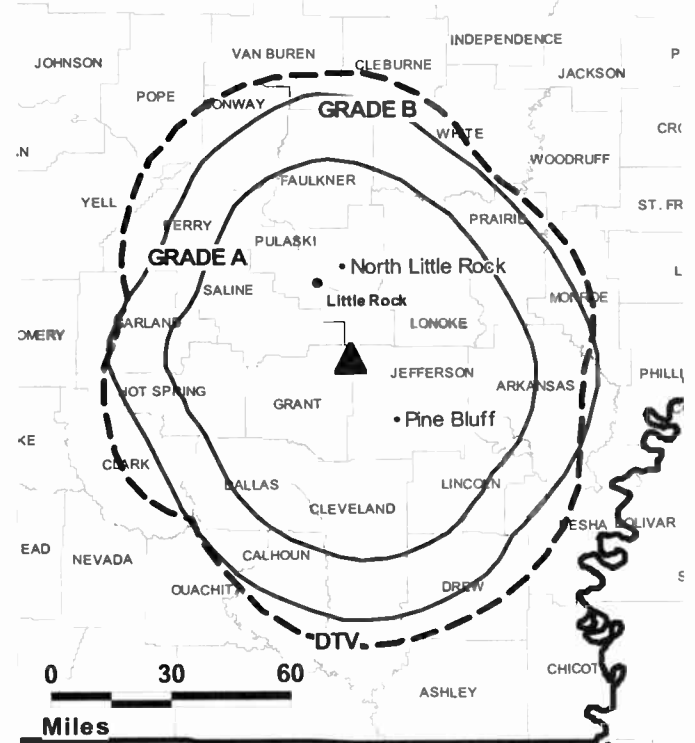 INDEPENDENCE
VAN BUREN
CLEBURNE
JOHNSON
JACKSON
P
POPE
CONWAY
GRADE B
WHITE
CRO
.N
WOODRUFF
FAULKNER
YELL
ST. FR
PERRY
PRAIRIE
PULASKI
GRADE A
North Little Rock
L
SALINE
Little Rock
MONROE
GARLAND
LONOKE
OMERY
JEFFERSON
PHILLI
HOT SPRING
ARKANSAS
GRANT
Pine Bluff
KE
CLARK
DALLAS
LINCOLN
CLEVELAND
DESHA
BOLIVAR
EAD
NEVADA
CALHOUN
S
OUACHITA
DREW
DTV
CHICOT
0 30 60
ASHLEY
Miles